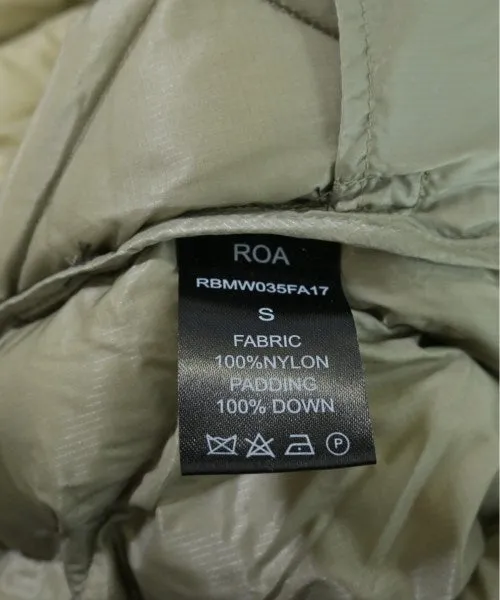 ROA
RBMW035FA17
S
FABRIC
100%NYLON
PADDING
100% DOWN
P